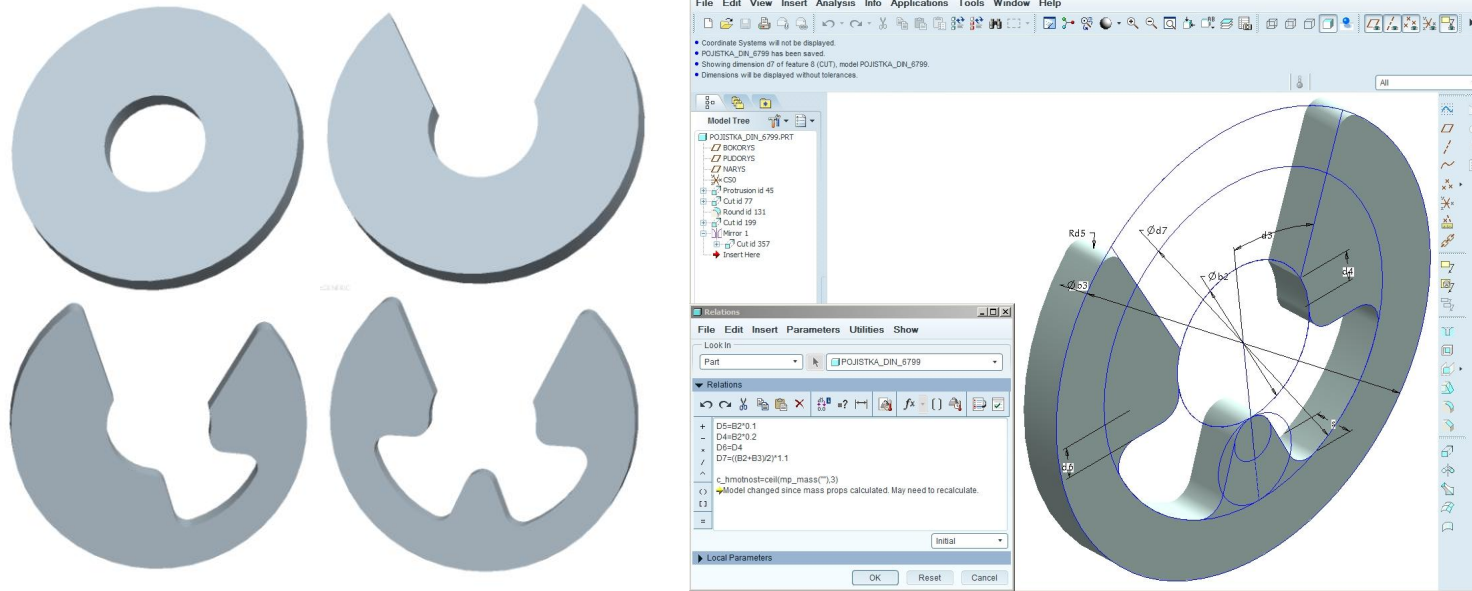 File Edit View Insert Analysis Info Applications Tools Window Help
Coordinate Systems will not be displayed.
POJISTKA_DIN_6799 has been saved.
Showing dimension d7 of feature 8 (CUT), model POJISTKA_DIN_6799.
Dimensions will be displayed without tolerances.
All
Model Tree
POJISTKA_DIN_6799.PRT
BOKORYS
PUDORYS
NARYS
CS0
Protrusion id 45
Cut id 77
Round id 131
Cut id 199
Mirror 1
Cut id 357
Insert Here
Rd5
Ød7
d3
Øb3
Øb2
d4
d6
Relations
File Edit Insert Parameters Utilities Show
Look In
Part
POJISTKA_DIN_6799
Relations
D5=B2*0.1
D4=B2*0.2
D6=D4
D7=((B2+B3)/2)*1.1
c_hmotnost=ceil(mp_mass(""),3)
Model changed since mass props calculated. May need to recalculate.
Initial
Local Parameters
OK Reset Cancel